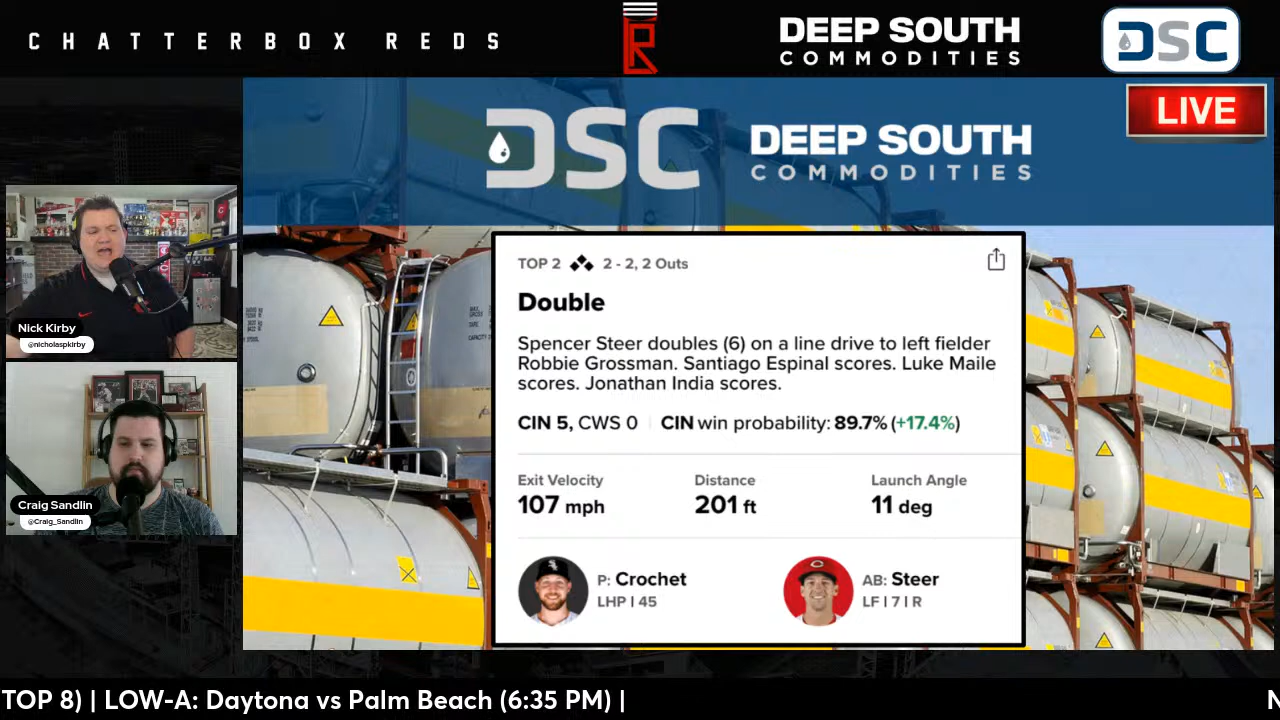 CHATTERBOX REDS
DEEP SOUTH
COMMODITIES
DSC
LIVE
DSC
DEEP SOUTH
COMMODITIES
Nick Kirby
@nicholaspkirby
Craig Sandlin
@Craig_Sandlin
TOP 2 2 - 2, 2 Outs
Double
Spencer Steer doubles (6) on a line drive to left fielder
Robbie Grossman. Santiago Espinal scores. Luke Maile
scores. Jonathan India scores.
CIN 5, CWS 0 | CIN win probability: 89.7% (+17.4%)
Exit Velocity
107 mph
Distance
201 ft
Launch Angle
11 deg
P: Crochet
LHP | 45
AB: Steer
LF | 7 | R
TOP 8) | LOW-A: Daytona vs Palm Beach (6:35 PM) |
N